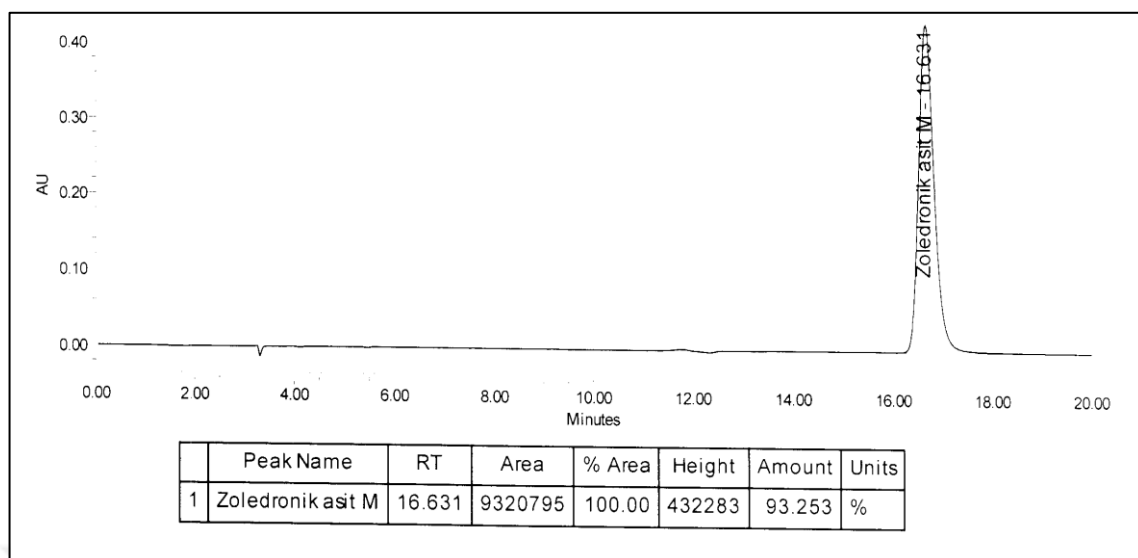 0.40
0.30
0.20
0.10
0.00
AU
Zoledronik asit M - 16.631
0.00 2.00 4.00 6.00 8.00 10.00 12.00 14.00 16.00 18.00 20.00
Minutes
Peak Name RT Area % Area Height Amount Units
1 Zoledronik asit M 16.631 9320795 100.00 432283 93.253 %